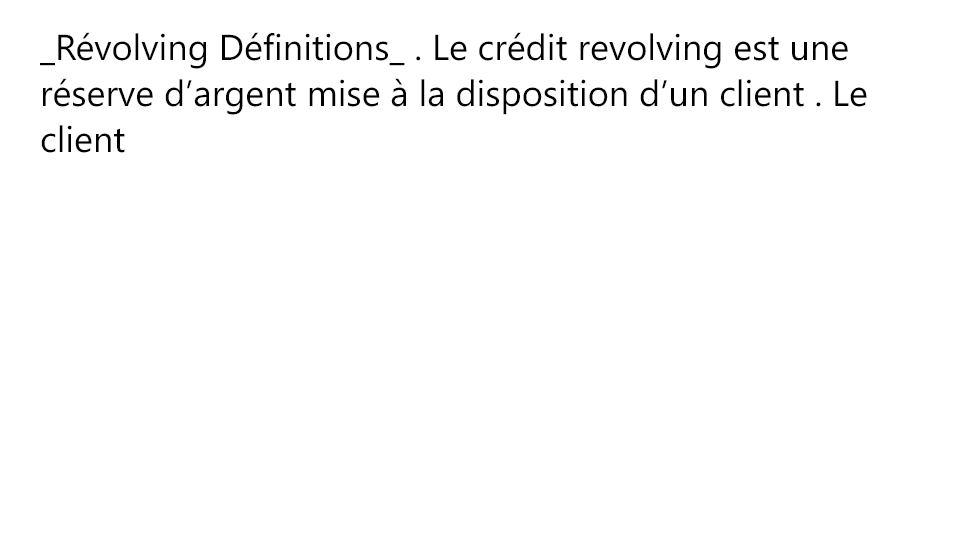 _Révolving Définitions_ . Le crédit revolving est une
réserve d’argent mise à la disposition d’un client . Le
client